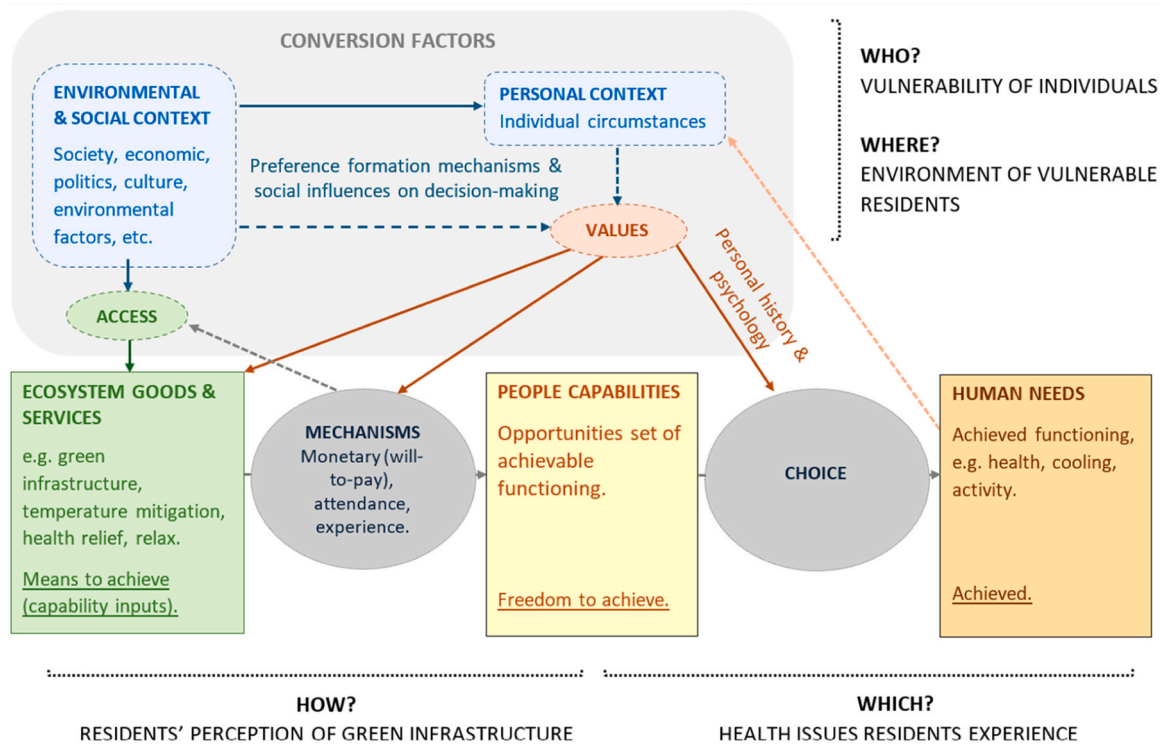 CONVERSION FACTORS
ENVIRONMENTAL
& SOCIAL CONTEXT
Society, economic,
politics, culture,
environmental
factors, etc.
PERSONAL CONTEXT
Individual circumstances
Preference formation mechanisms &
social influences on decision-making
VALUES
ACCESS
Personal history &
psychology
WHO?
VULNERABILITY OF INDIVIDUALS
WHERE?
ENVIRONMENT OF VULNERABLE
RESIDENTS
ECOSYSTEM GOODS &
SERVICES
e.g. green
infrastructure,
temperature mitigation,
health relief, relax.
Means to achieve
(capability inputs).
MECHANISMS
Monetary (will-
to-pay),
attendance,
experience.
PEOPLE CAPABILITIES
Opportunities set of
achievable
functioning.
Freedom to achieve.
CHOICE
HUMAN NEEDS
Achieved functioning,
e.g. health, cooling,
activity.
Achieved.
HOW?
RESIDENTS' PERCEPTION OF GREEN INFRASTRUCTURE
WHICH?
HEALTH ISSUES RESIDENTS EXPERIENCE